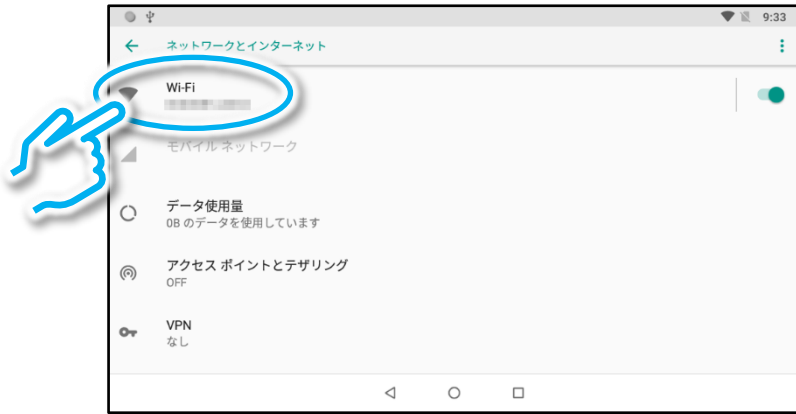 9:33
ネットワークとインターネット
Wi-Fi
モバイル ネットワーク
データ使用量
0B のデータを使用しています
アクセス ポイントとテザリング
OFF
VPN
なし